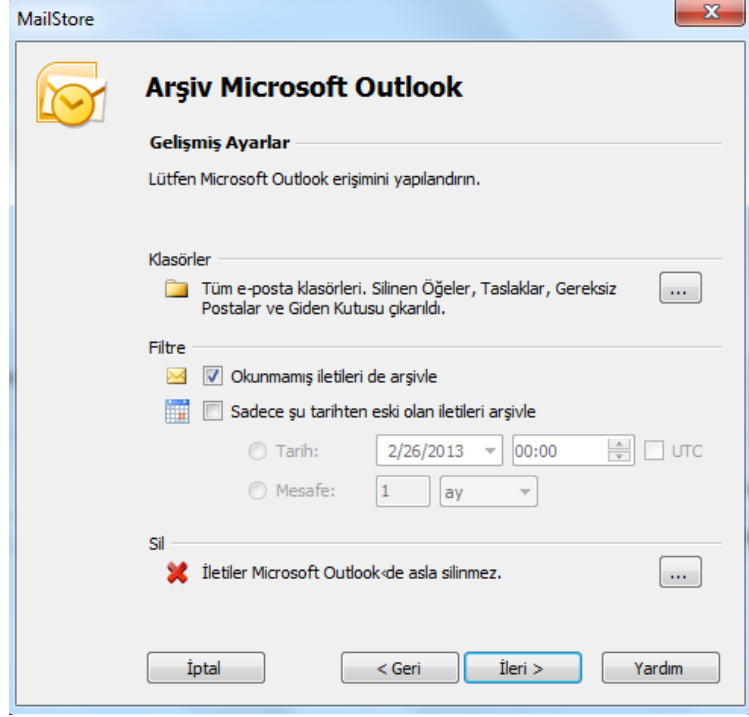 MailStore
Arşiv Microsoft Outlook
Gelişmiş Ayarlar
Lütfen Microsoft Outlook erişimini yapılandırın.
Klasörler
Tüm e-posta klasörleri. Silinen Öğeler, Taslaklar, Gereksiz
Postalar ve Giden Kutusu çıkarıldı.
...
Filtre
Okunmamış iletileri de arşivle
Sadece şu tarihten eski olan iletileri arşivle
Tarih: 2/26/2013 00:00 UTC
Mesafe: 1 ay
Sil
İletiler Microsoft Outlook<de asla silinmez. ...
İptal < Geri İleri > Yardım